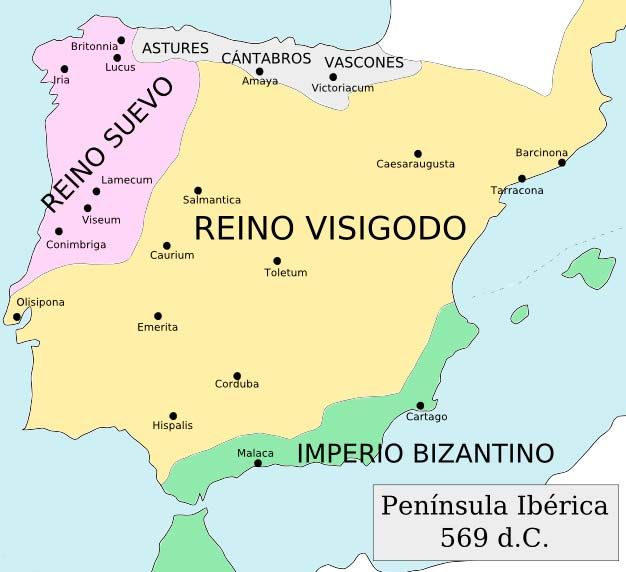 Britonnia
ASTURES
CÁNTABROS
VASCONES
Lucus
Iria
Amaya
Victoriacum
REINO SUEVO
Caesaraugusta
Barcinona
Tarracona
Lamecum
Salmantica
Viseum
REINO VISIGODO
Conimbriga
Caurium
Toletum
Olisipona
Emerita
Corduba
Cartago
Hispalis
Malaca
IMPERIO BIZANTINO
Península Ibérica
569 d.C.